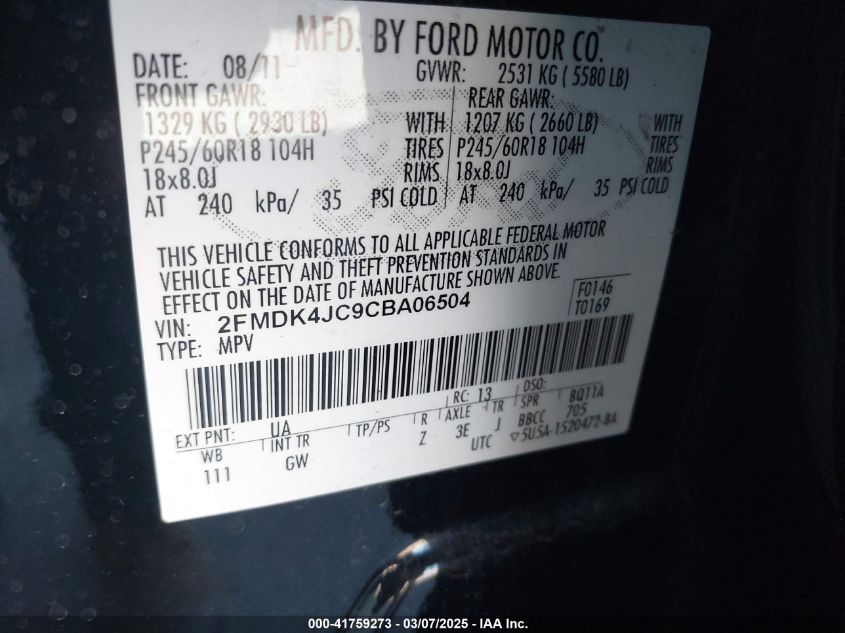 MFD. BY FORD MOTOR CO.
DATE: 08/11 GVWR: 2531 KG ( 5580 LB)
FRONT GAWR: REAR GAWR:
1329 KG ( 2930 LB) WITH 1207 KG ( 2660 LB) WITH
P245/60R18 104H TIRES P245/60R18 104H TIRES
18x8.0J RIMS 18x8.0J RIMS
AT 240 kPa/ 35 PSI COLD AT 240 kPa/ 35 PSI COLD
THIS VEHICLE CONFORMS TO ALL APPLICABLE FEDERAL MOTOR
VEHICLE SAFETY AND THEFT PREVENTION STANDARDS IN
EFFECT ON THE DATE OF MANUFACTURE SHOWN ABOVE.
VIN: 2FMDK4JC9CBA06504 F0146
TYPE: MPV T0169
EXT PNT: UA RC: 13 DSO: BQ11A
WB INT TR TP/PS R AXLE TR SPR 705
111 GW Z 3E J BBCC
UTC ▽5U5A-1520472-BA
000-41759273 — 03/07/2025 — IAA Inc.